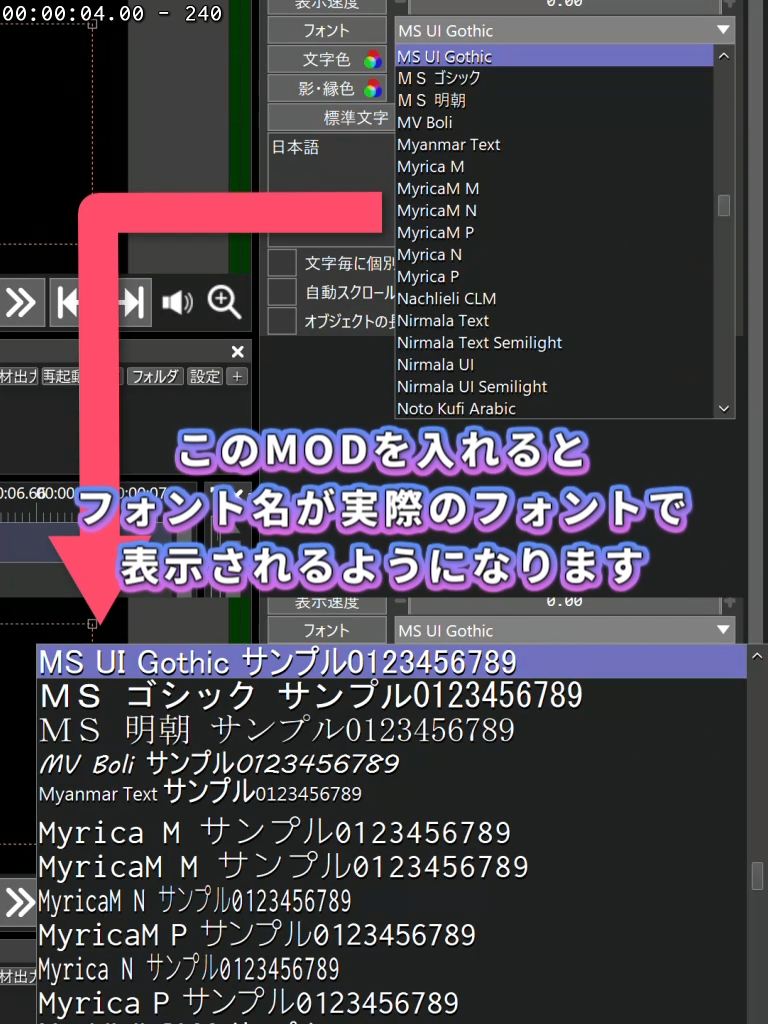 00:00:04.00 - 240
表示速度
0.00
フォント
MS UI Gothic
文字色
影・縁色
標準文字
日本語
MS UI Gothic
ＭＳ ゴシック
ＭＳ 明朝
MV Boli
Myanmar Text
Myrica M
MyricaM M
MyricaM N
MyricaM P
Myrica N
Myrica P
Nachlieli CLM
Nirmala Text
Nirmala Text Semilight
Nirmala UI
Nirmala UI Semilight
Noto Kufi Arabic
文字毎に個別
自動スクロール
オブジェクトの長
材出力
再起動
フォルダ
設定
+
このMODを入れると
フォント名が実際のフォントで
表示されるようになります
表示速度
0.00
フォント
MS UI Gothic
MS UI Gothic サンプル0123456789
ＭＳ ゴシック サンプル0123456789
ＭＳ 明朝 サンプル0123456789
MV Boli サンプル0123456789
Myanmar Text サンプル0123456789
Myrica M サンプル0123456789
MyricaM M サンプル0123456789
MyricaM N サンプル0123456789
MyricaM P サンプル0123456789
Myrica N サンプル0123456789
Myrica P サンプル0123456789
材出力